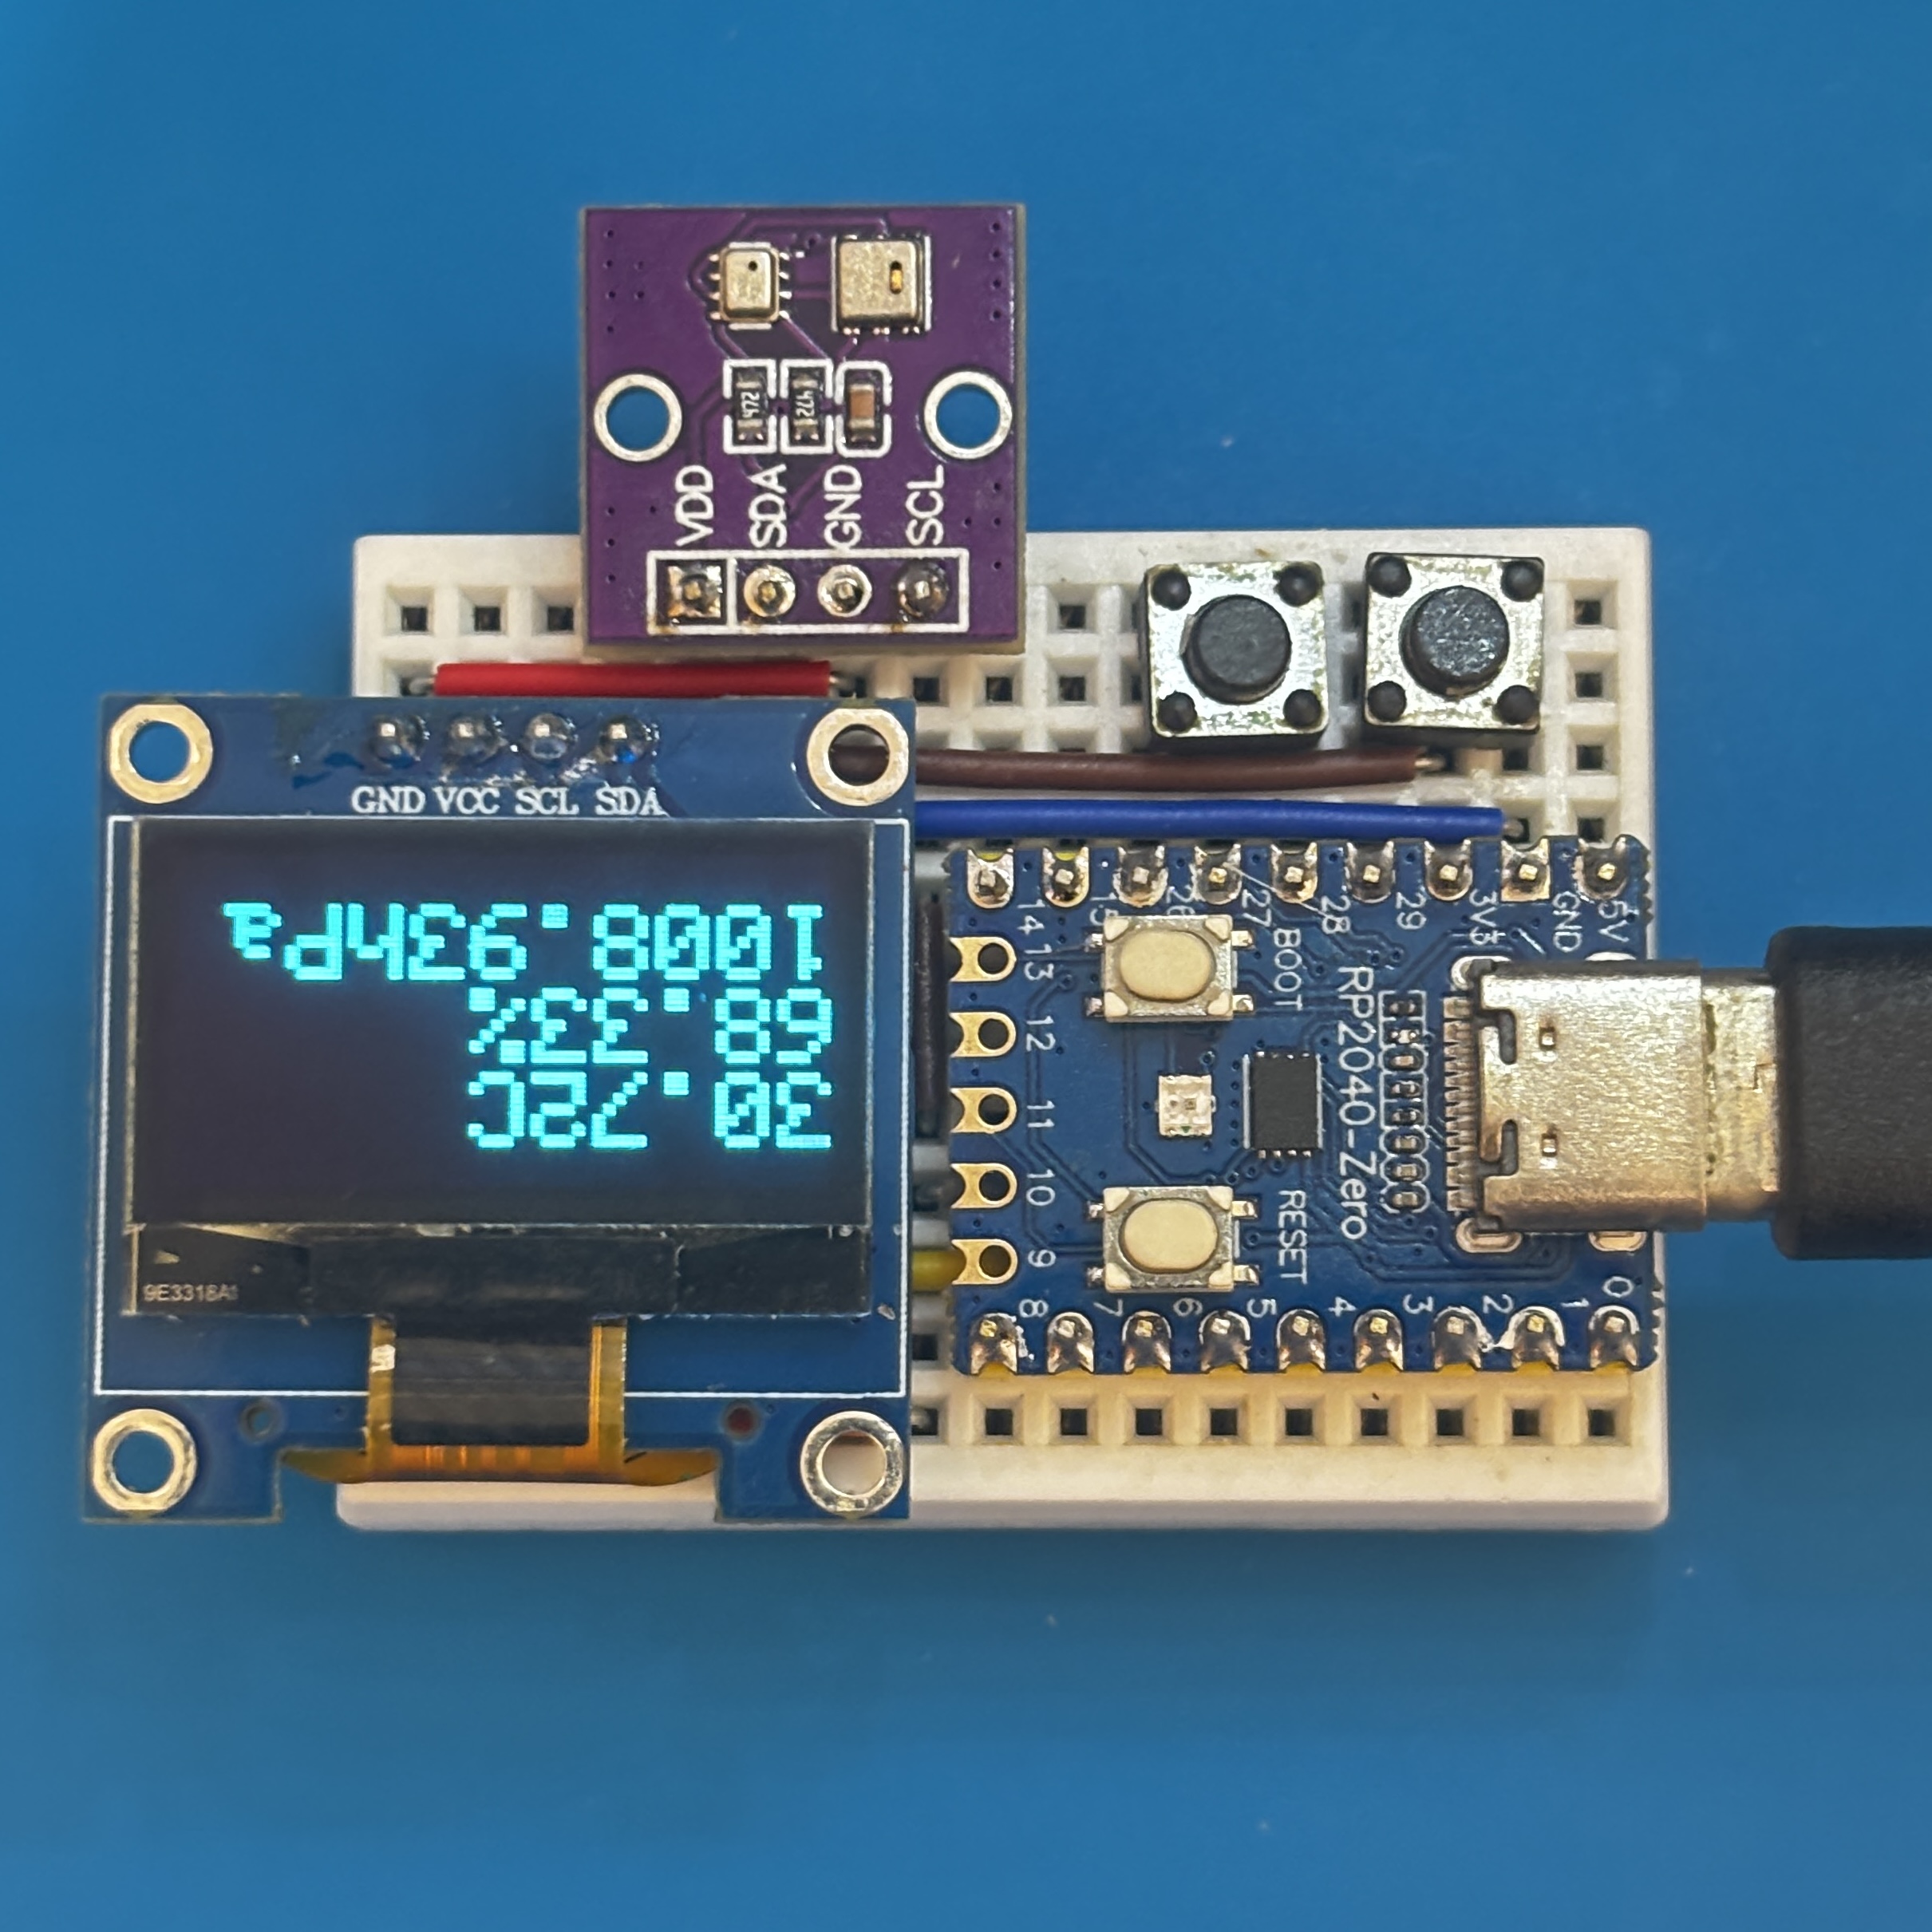 472
472
VDD
SDA
GND
SCL
GND VCC SCL SDA
30.72C
68.33%
1008.93hPa
9E3318A1
14
15
26
27
28
29
3V3
GND
5V
13
12
11
10
9
BOOT
RESET
RP2040-Zero
8
7
6
5
4
3
2
1
0